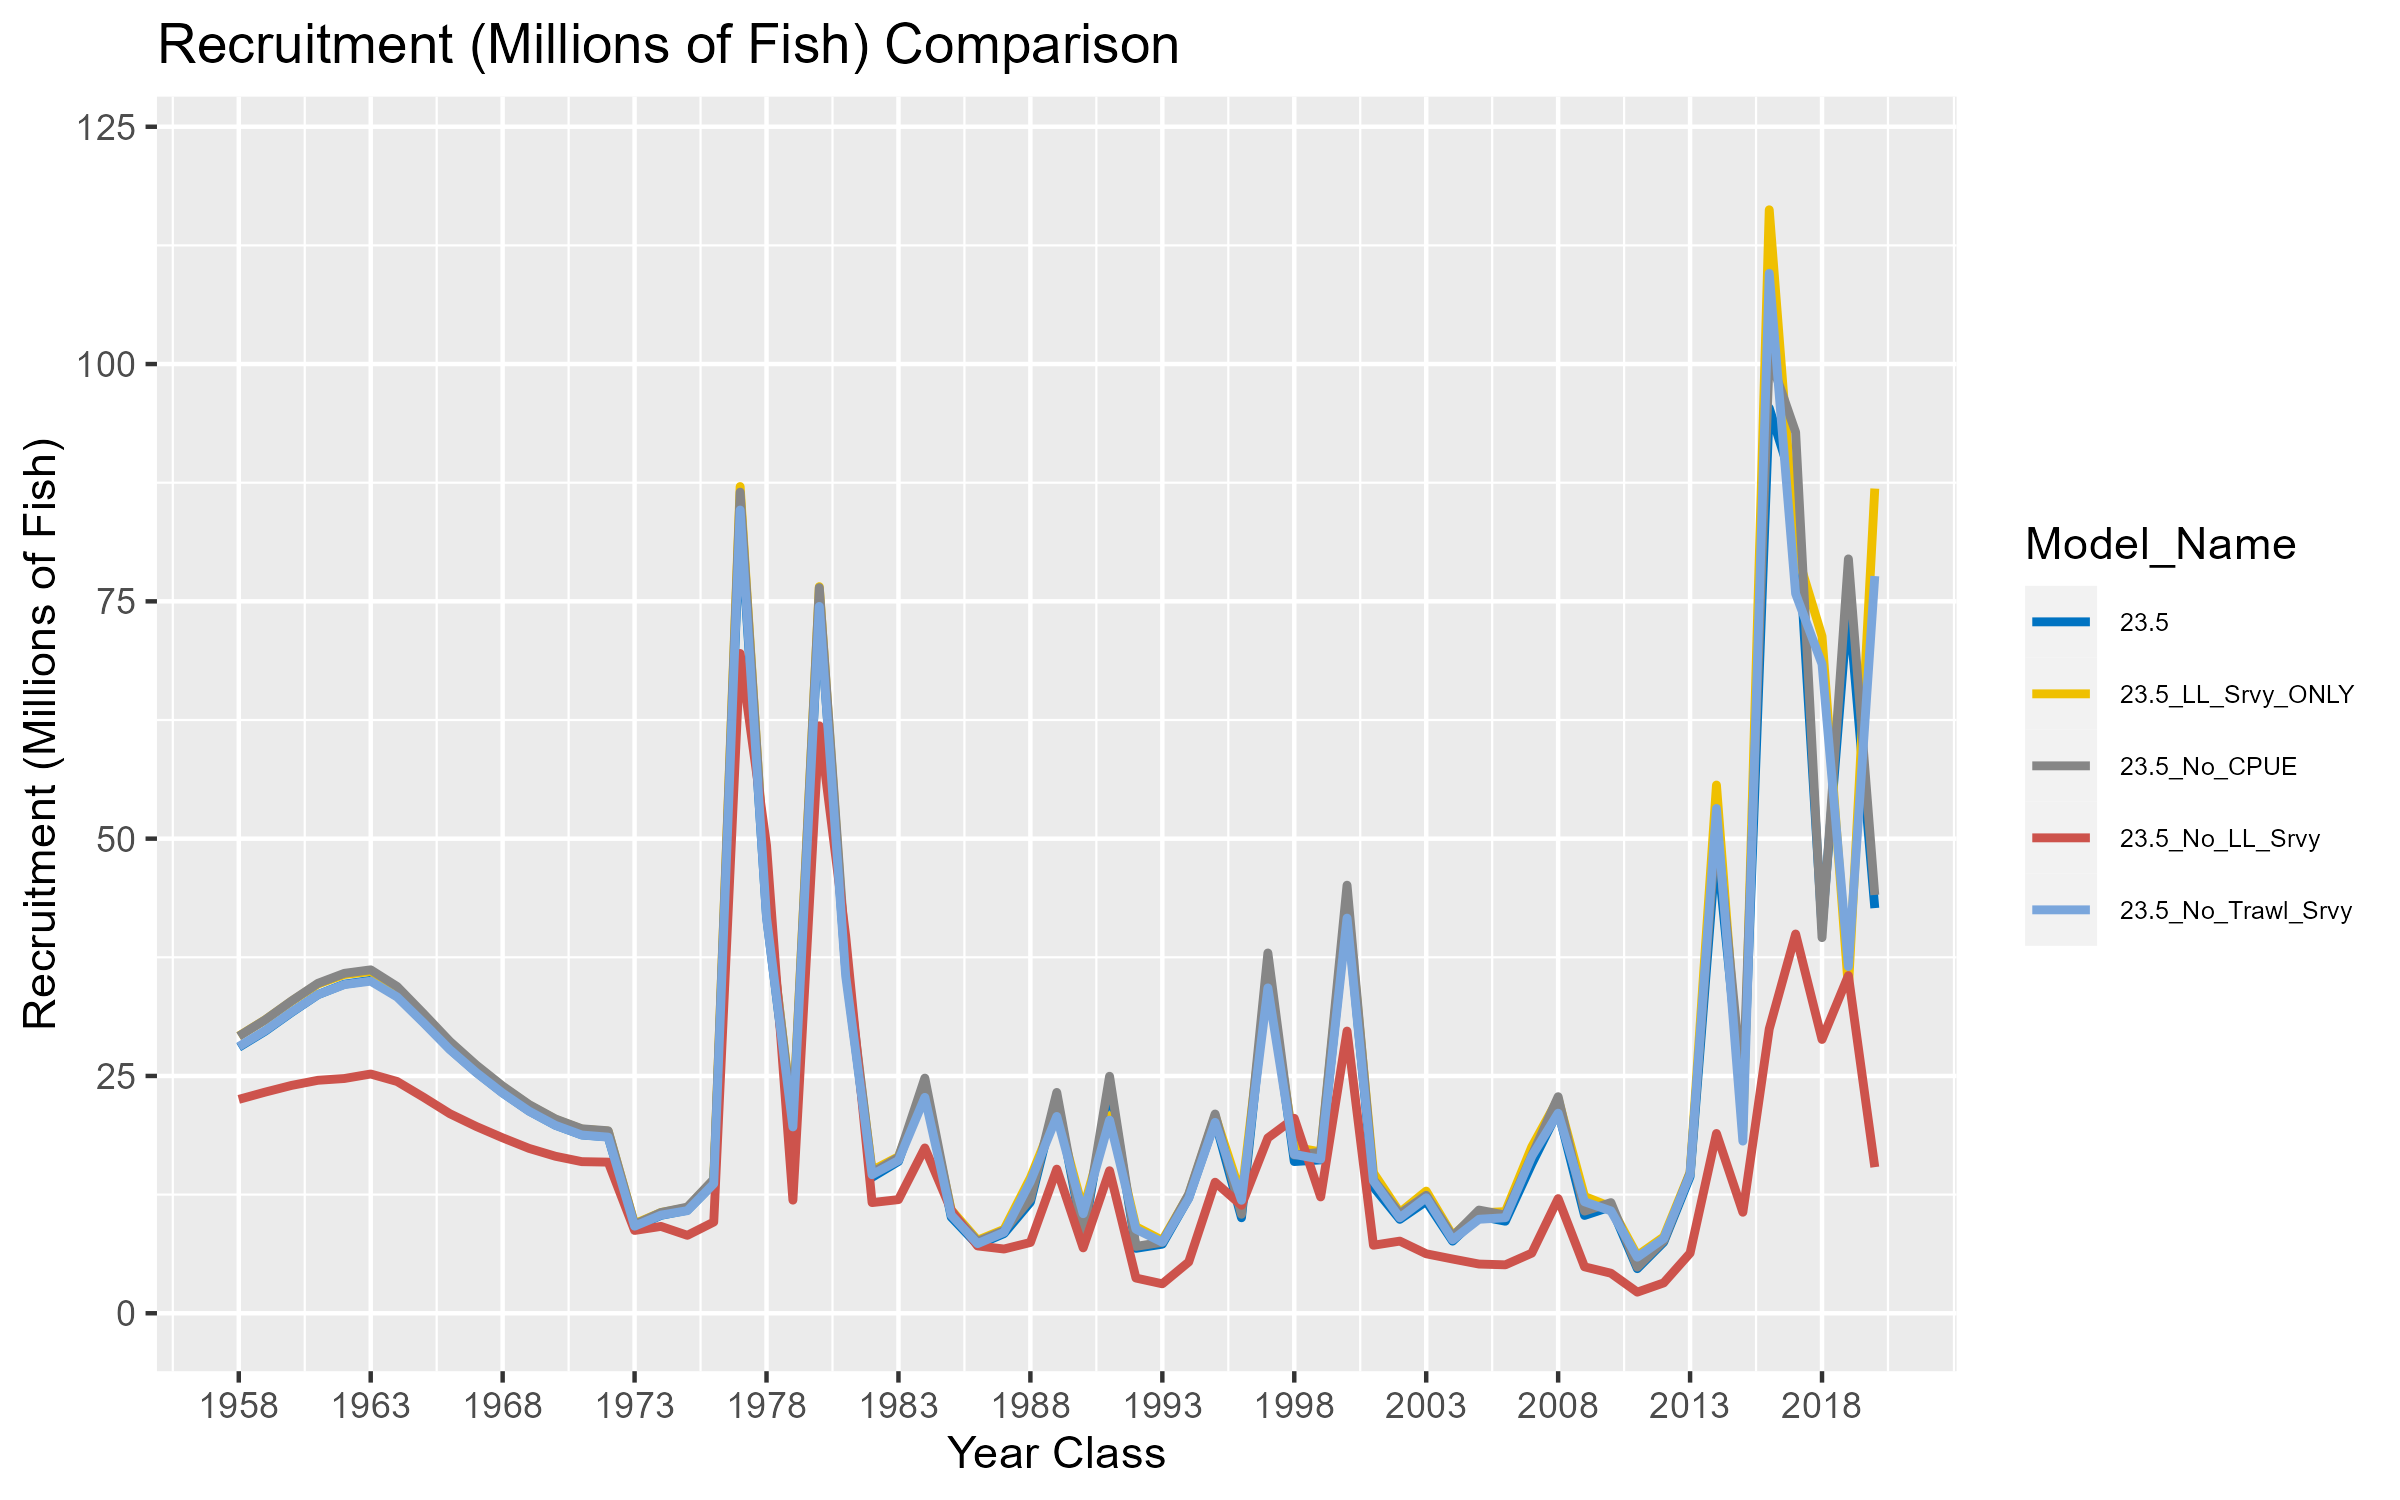 Recruitment (Millions of Fish) Comparison
Recruitment (Millions of Fish)
125
100
75
50
25
0
1958 1963 1968 1973 1978 1983 1988 1993 1998 2003 2008 2013 2018
Year Class
Model_Name
23.5
23.5_LL_Srvy_ONLY
23.5_No_CPUE
23.5_No_LL_Srvy
23.5_No_Trawl_Srvy